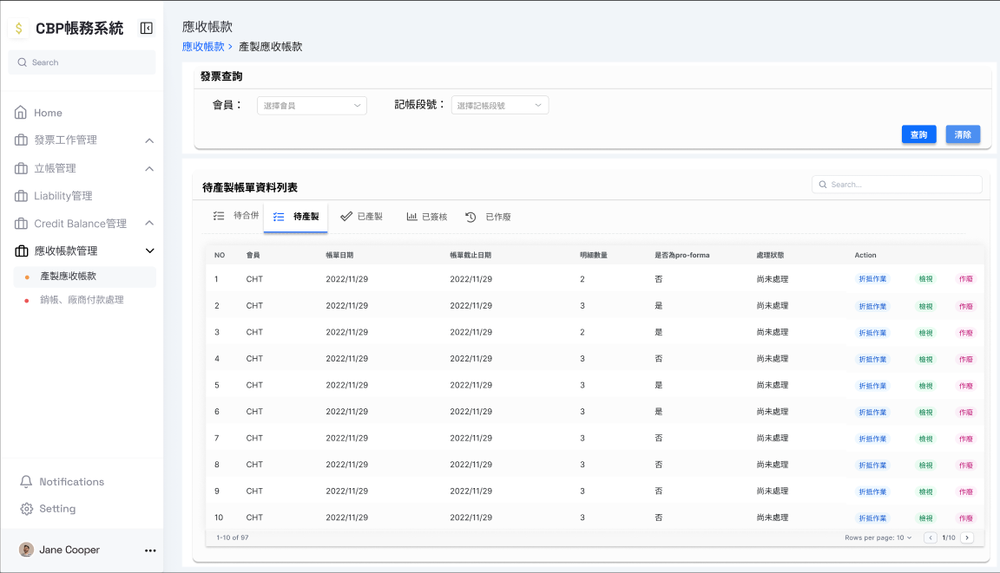 $ CBP帳務系統
Search
Home
發票工作管理
立帳管理
Liability管理
Credit Balance管理
應收帳款管理
產製應收帳款
銷帳、廠商付款處理
Notifications
Setting
Jane Cooper
應收帳款
應收帳款 > 產製應收帳款
發票查詢
會員： 選擇會員 記帳段號： 選擇記帳段號
查詢 清除
待產製帳單資料列表 Search...
待合併 待產製 已產製 已簽核 已作廢
NO 會員 帳單日期 帳單截止日期 明細數量 是否為pro-forma 處理狀態 Action
1 CHT 2022/11/29 2022/11/29 2 否 尚未處理 折抵作業 檢視 作廢
2 CHT 2022/11/29 2022/11/29 3 是 尚未處理 折抵作業 檢視 作廢
3 CHT 2022/11/29 2022/11/29 2 是 尚未處理 折抵作業 檢視 作廢
4 CHT 2022/11/29 2022/11/29 3 否 尚未處理 折抵作業 檢視 作廢
5 CHT 2022/11/29 2022/11/29 3 是 尚未處理 折抵作業 檢視 作廢
6 CHT 2022/11/29 2022/11/29 3 是 尚未處理 折抵作業 檢視 作廢
7 CHT 2022/11/29 2022/11/29 3 否 尚未處理 折抵作業 檢視 作廢
8 CHT 2022/11/29 2022/11/29 3 否 尚未處理 折抵作業 檢視 作廢
9 CHT 2022/11/29 2022/11/29 3 否 尚未處理 折抵作業 檢視 作廢
10 CHT 2022/11/29 2022/11/29 3 否 尚未處理 折抵作業 檢視 作廢
1-10 of 97 Rows per page: 10 1/10